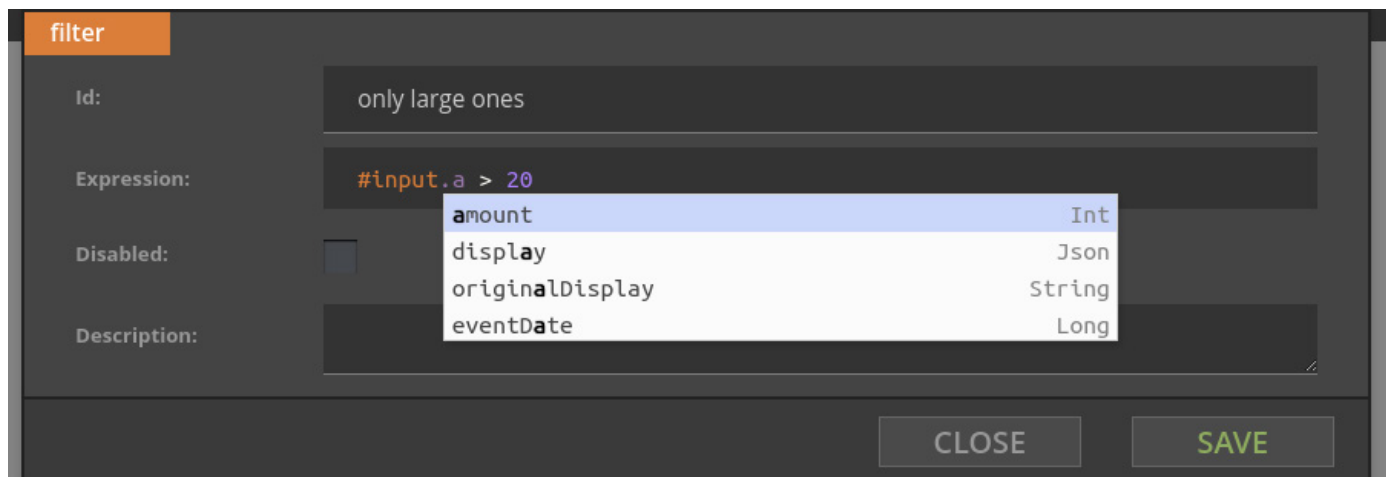 filter
Id: only large ones
Expression: #input.a > 20
amount Int
Disabled: display Json
originalDisplay String
Description: eventDate Long
CLOSE SAVE